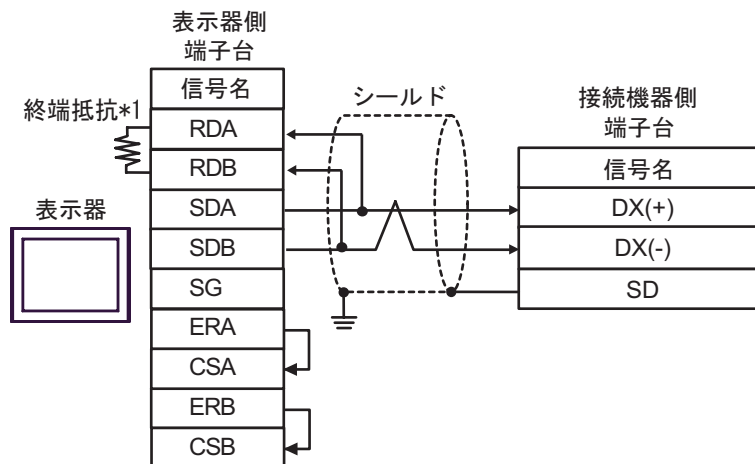 表示器側
端子台
信号名
終端抵抗*1
RDA
RDB
SDA
SDB
SG
ERA
CSA
ERB
CSB
表示器
シールド
接続機器側
端子台
信号名
DX(+)
DX(-)
SD